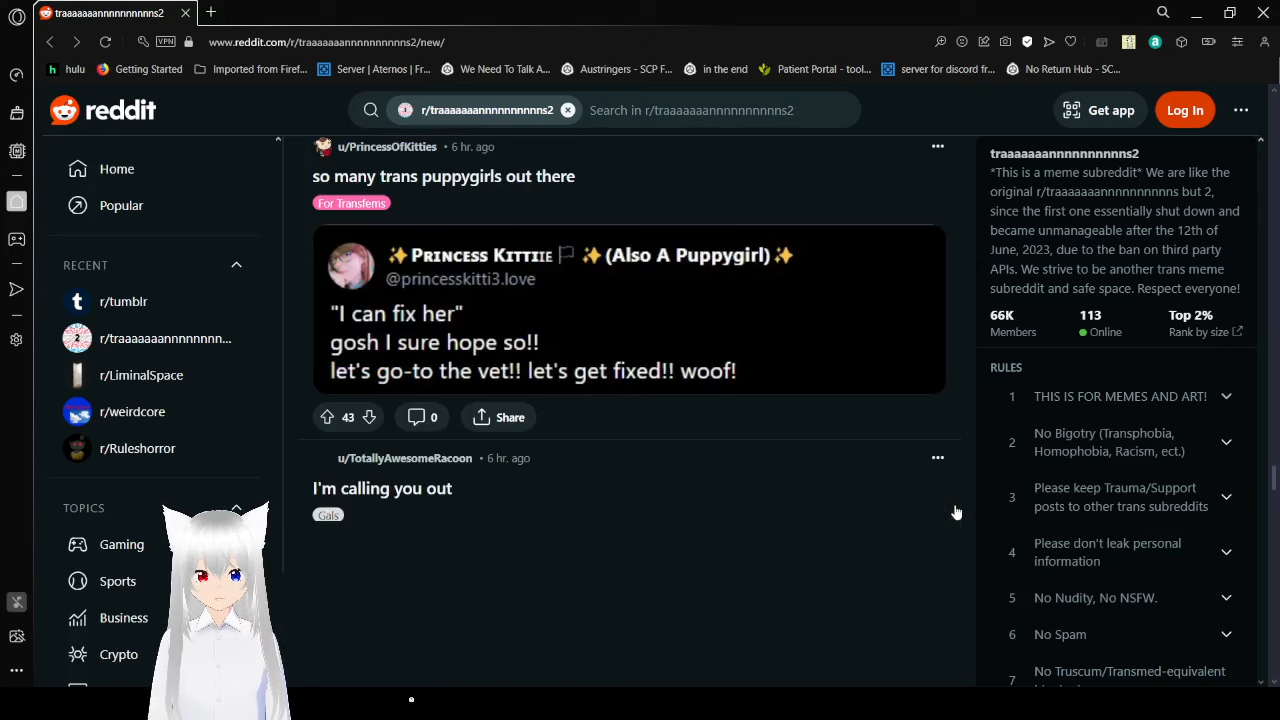 traaaaaaannnnnnnnnns2
www.reddit.com/r/traaaaaaannnnnnnnnns2/new/
VPN
hulu
Getting Started
Imported from Firef...
Server | Aternos | Fr...
We Need To Talk A...
Austringers - SCP F...
in the end
Patient Portal - tool...
server for discord fr...
No Return Hub - SC...
reddit
r/traaaaaaannnnnnnnnns2
Search in r/traaaaaaannnnnnnnnns2
Get app
Log In
Home
Popular
RECENT
r/tumblr
r/traaaaaaannnnnnn...
r/LiminalSpace
r/weirdcore
r/Ruleshorror
TOPICS
Gaming
Sports
Business
Crypto
u/PrincessOfKitties • 6 hr. ago
so many trans puppygirls out there
For Transfems
✨Princess Kittie🏳✨(Also A Puppygirl)✨
@princesskitti3.love
"I can fix her"
gosh I sure hope so!!
let's go-to the vet!! let's get fixed!! woof!
43
0
Share
u/TotallyAwesomeRacoon • 6 hr. ago
I'm calling you out
Gals
traaaaaaannnnnnnnnns2
*This is a meme subreddit* We are like the
original r/traaaaaaannnnnnnnnns but 2,
since the first one essentially shut down and
became unmanageable after the 12th of
June, 2023, due to the ban on third party
APIs. We strive to be another trans meme
subreddit and safe space. Respect everyone!
66K
Members
113
Online
Top 2%
Rank by size
RULES
1 THIS IS FOR MEMES AND ART!
2 No Bigotry (Transphobia,
Homophobia, Racism, ect.)
3 Please keep Trauma/Support
posts to other trans subreddits
4 Please don't leak personal
information
5 No Nudity, No NSFW.
6 No Spam
7 No Truscum/Transmed-equivalent